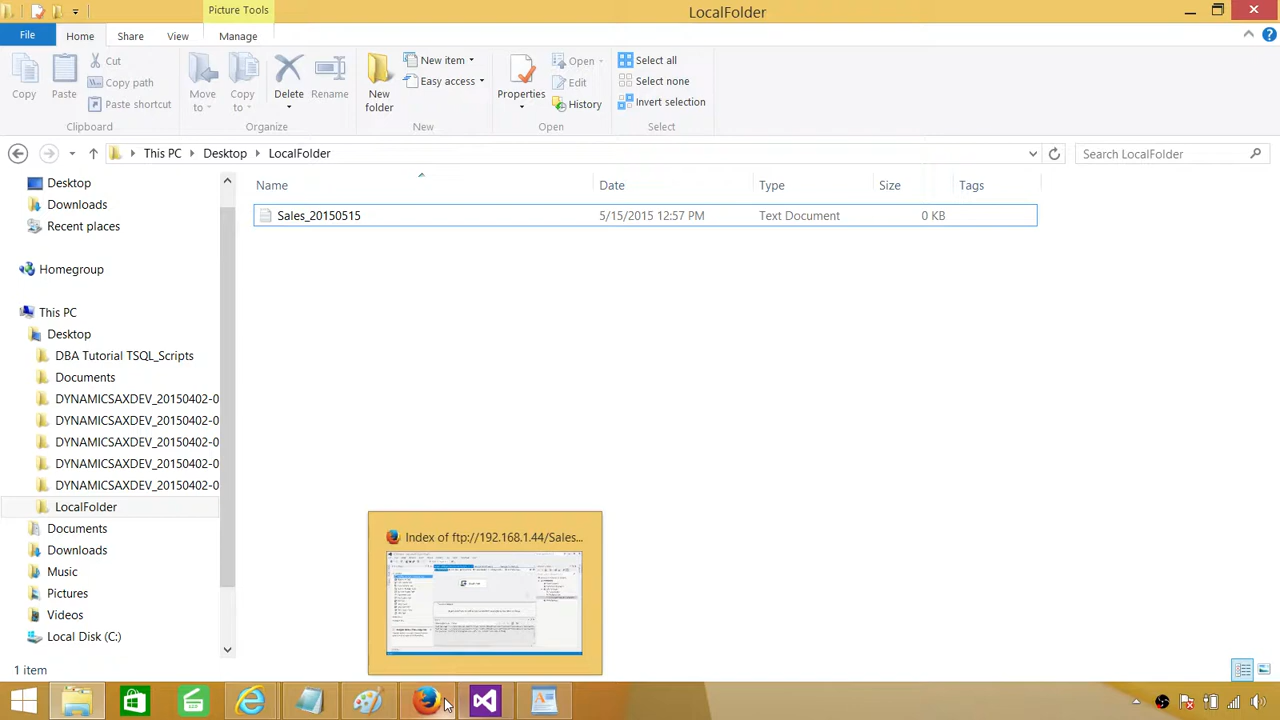 Picture Tools
LocalFolder
File
Home
Share
View
Manage
Copy
Paste
Cut
Copy path
Paste shortcut
Clipboard
Move to
Copy to
Delete
Rename
Organize
New folder
New item
Easy access
New
Properties
Open
Edit
History
Open
Select all
Select none
Invert selection
Select
This PC
Desktop
LocalFolder
Search LocalFolder
Name
Date
Type
Size
Tags
Sales_20150515
5/15/2015 12:57 PM
Text Document
0 KB
Desktop
Downloads
Recent places
Homegroup
This PC
Desktop
DBA Tutorial TSQL_Scripts
Documents
DYNAMICSAXDEV_20150402-0
DYNAMICSAXDEV_20150402-0
DYNAMICSAXDEV_20150402-0
DYNAMICSAXDEV_20150402-0
DYNAMICSAXDEV_20150402-0
LocalFolder
Documents
Downloads
Music
Pictures
Videos
Local Disk (C:)
Index of ftp://192.168.1.44/Sales...
1 item